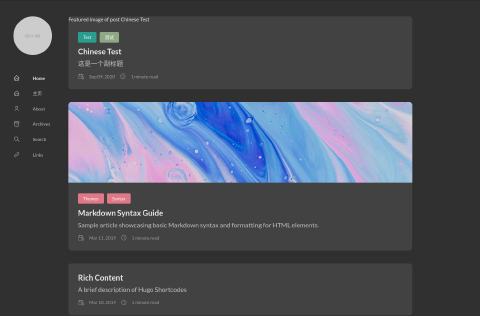 Home
主页
About
Archives
Search
Links
Featured Image of post Chinese Test
Test
测试
Chinese Test
这是一个副标题
Sep 09, 2020
1 minute read
Themes
Syntax
Markdown Syntax Guide
Sample article showcasing basic Markdown syntax and formatting for HTML elements.
Mar 11, 2019
3 minute read
Rich Content
A brief description of Hugo Shortcodes
Mar 10, 2019
1 minute read